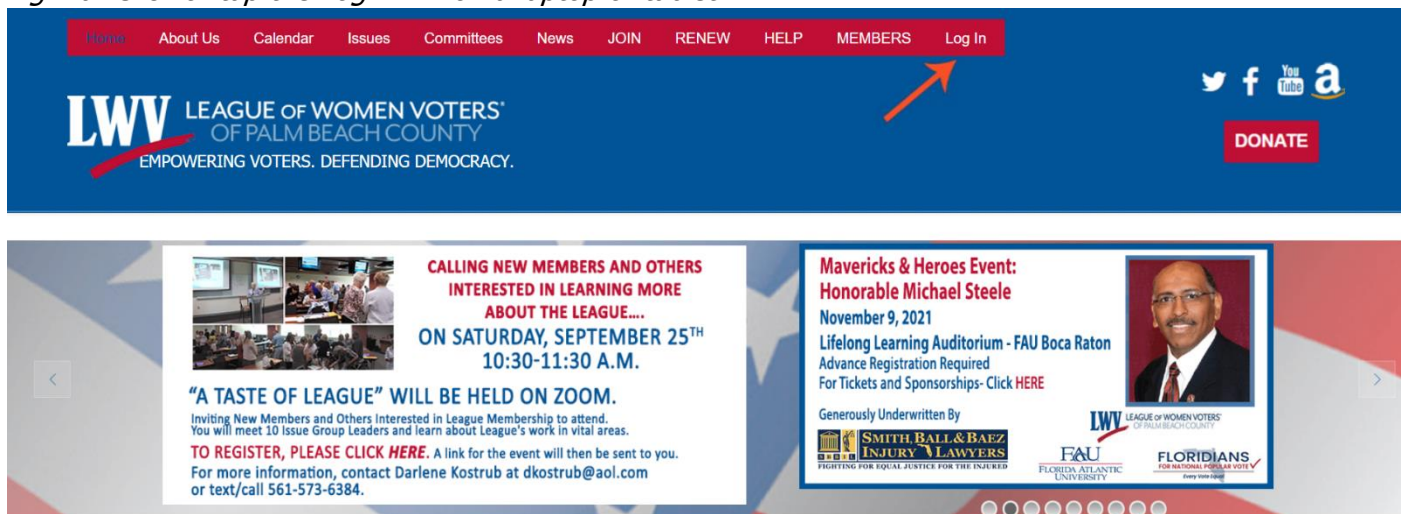 Home About Us Calendar Issues Committees News JOIN RENEW HELP MEMBERS Log In
LWV LEAGUE OF WOMEN VOTERS®
OF PALM BEACH COUNTY
EMPOWERING VOTERS. DEFENDING DEMOCRACY.
You
Tube
a
DONATE
CALLING NEW MEMBERS AND OTHERS
INTERESTED IN LEARNING MORE
ABOUT THE LEAGUE....
ON SATURDAY, SEPTEMBER 25TH
10:30-11:30 A.M.
“A TASTE OF LEAGUE” WILL BE HELD ON ZOOM.
Inviting New Members and Others Interested in League Membership to attend.
You will meet 10 Issue Group Leaders and learn about League's work in vital areas.
TO REGISTER, PLEASE CLICK HERE. A link for the event will then be sent to you.
For more information, contact Darlene Kostrub at dkostrub@aol.com
or text/call 561-573-6384.
Mavericks & Heroes Event:
Honorable Michael Steele
November 9, 2021
Lifelong Learning Auditorium - FAU Boca Raton
Advance Registration Required
For Tickets and Sponsorships- Click HERE
Generously Underwritten By
SMITH, BALL & BAEZ
INJURY LAWYERS
FIGHTING FOR EQUAL JUSTICE FOR THE INJURED
LWV LEAGUE OF WOMEN VOTERS®
OF PALM BEACH COUNTY
FAU
FLORIDA ATLANTIC
UNIVERSITY
FLORIDIANS
FOR NATIONAL POPULAR VOTE
Every Vote Equal